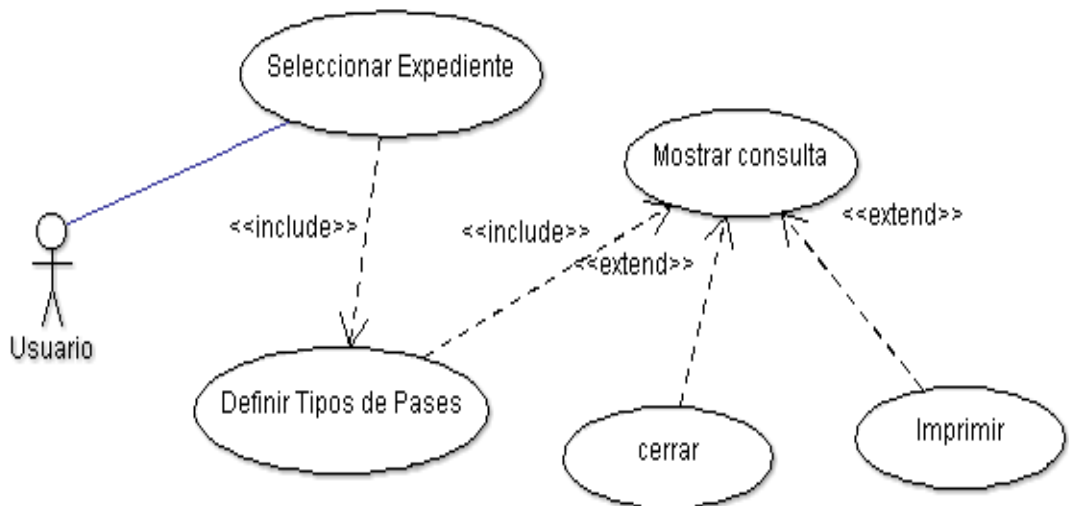 Seleccionar Expediente
Mostrar consulta
<<include>>
<<include>>
<<extend>>
<<extend>>
Usuario
Definir Tipos de Pases
cerrar
Imprimir